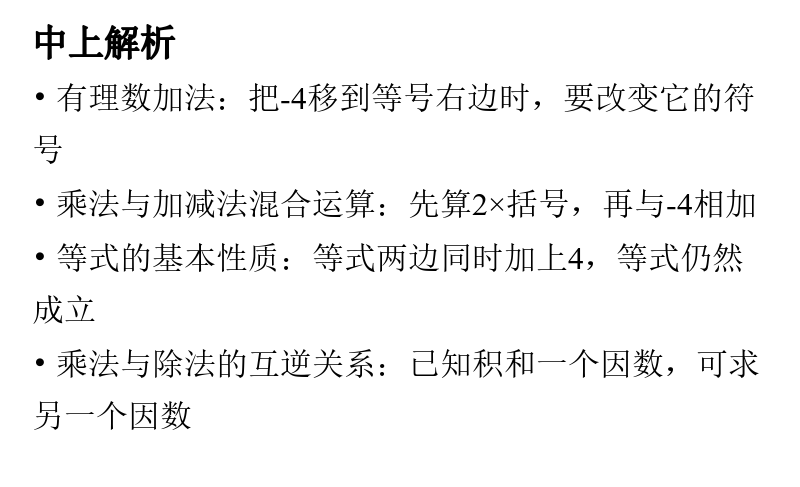 中上解析
• 有理数加法：把-4移到等号右边时，要改变它的符
号
• 乘法与加减法混合运算：先算2×括号，再与-4相加
• 等式的基本性质：等式两边同时加上4，等式仍然
成立
• 乘法与除法的互逆关系：已知积和一个因数，可求
另一个因数